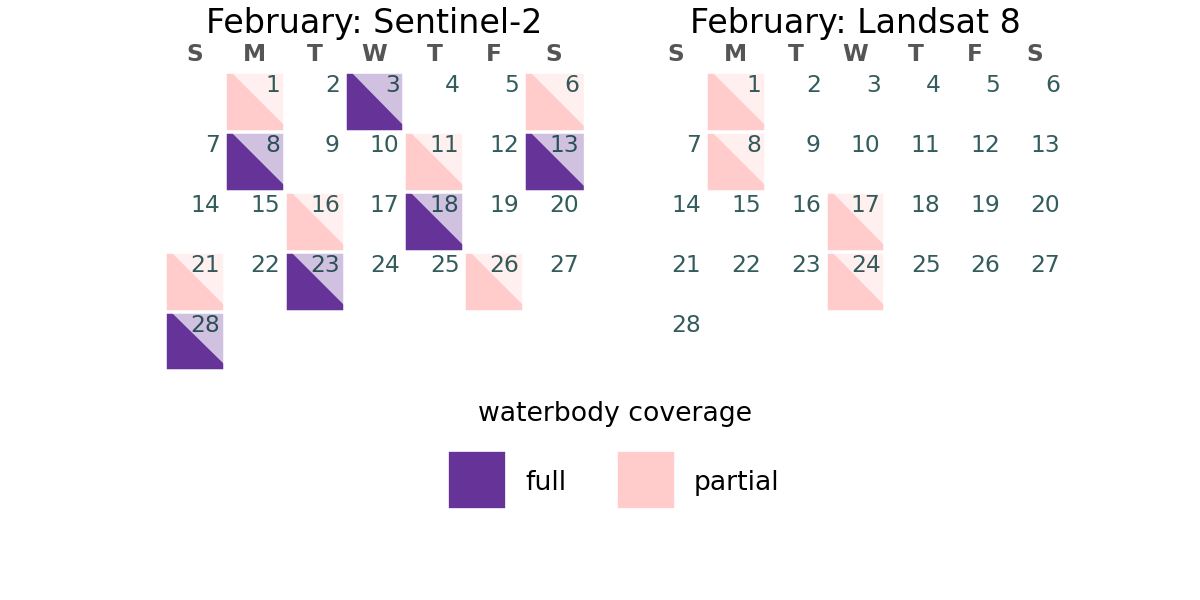 February: Sentinel-2
S M T W T F S
1 2 3 4 5 6
7 8 9 10 11 12 13
14 15 16 17 18 19 20
21 22 23 24 25 26 27
28
February: Landsat 8
S M T W T F S
1 2 3 4 5 6
7 8 9 10 11 12 13
14 15 16 17 18 19 20
21 22 23 24 25 26 27
28
waterbody coverage
full
partial